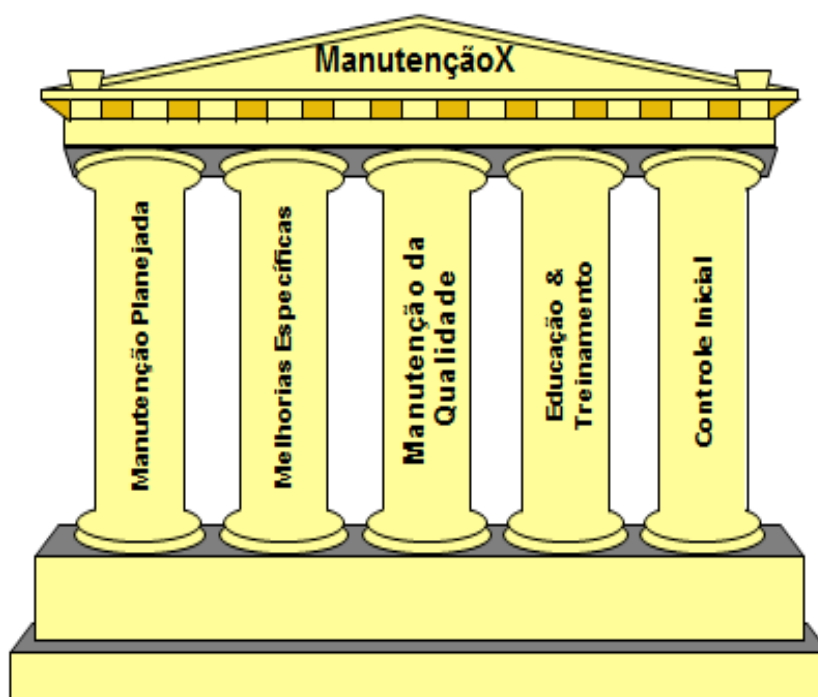 ManutençãoX
Manutenção Planejada
Melhorias Específicas
Manutenção da
Qualidade
Educação &
Treinamento
Controle Inicial